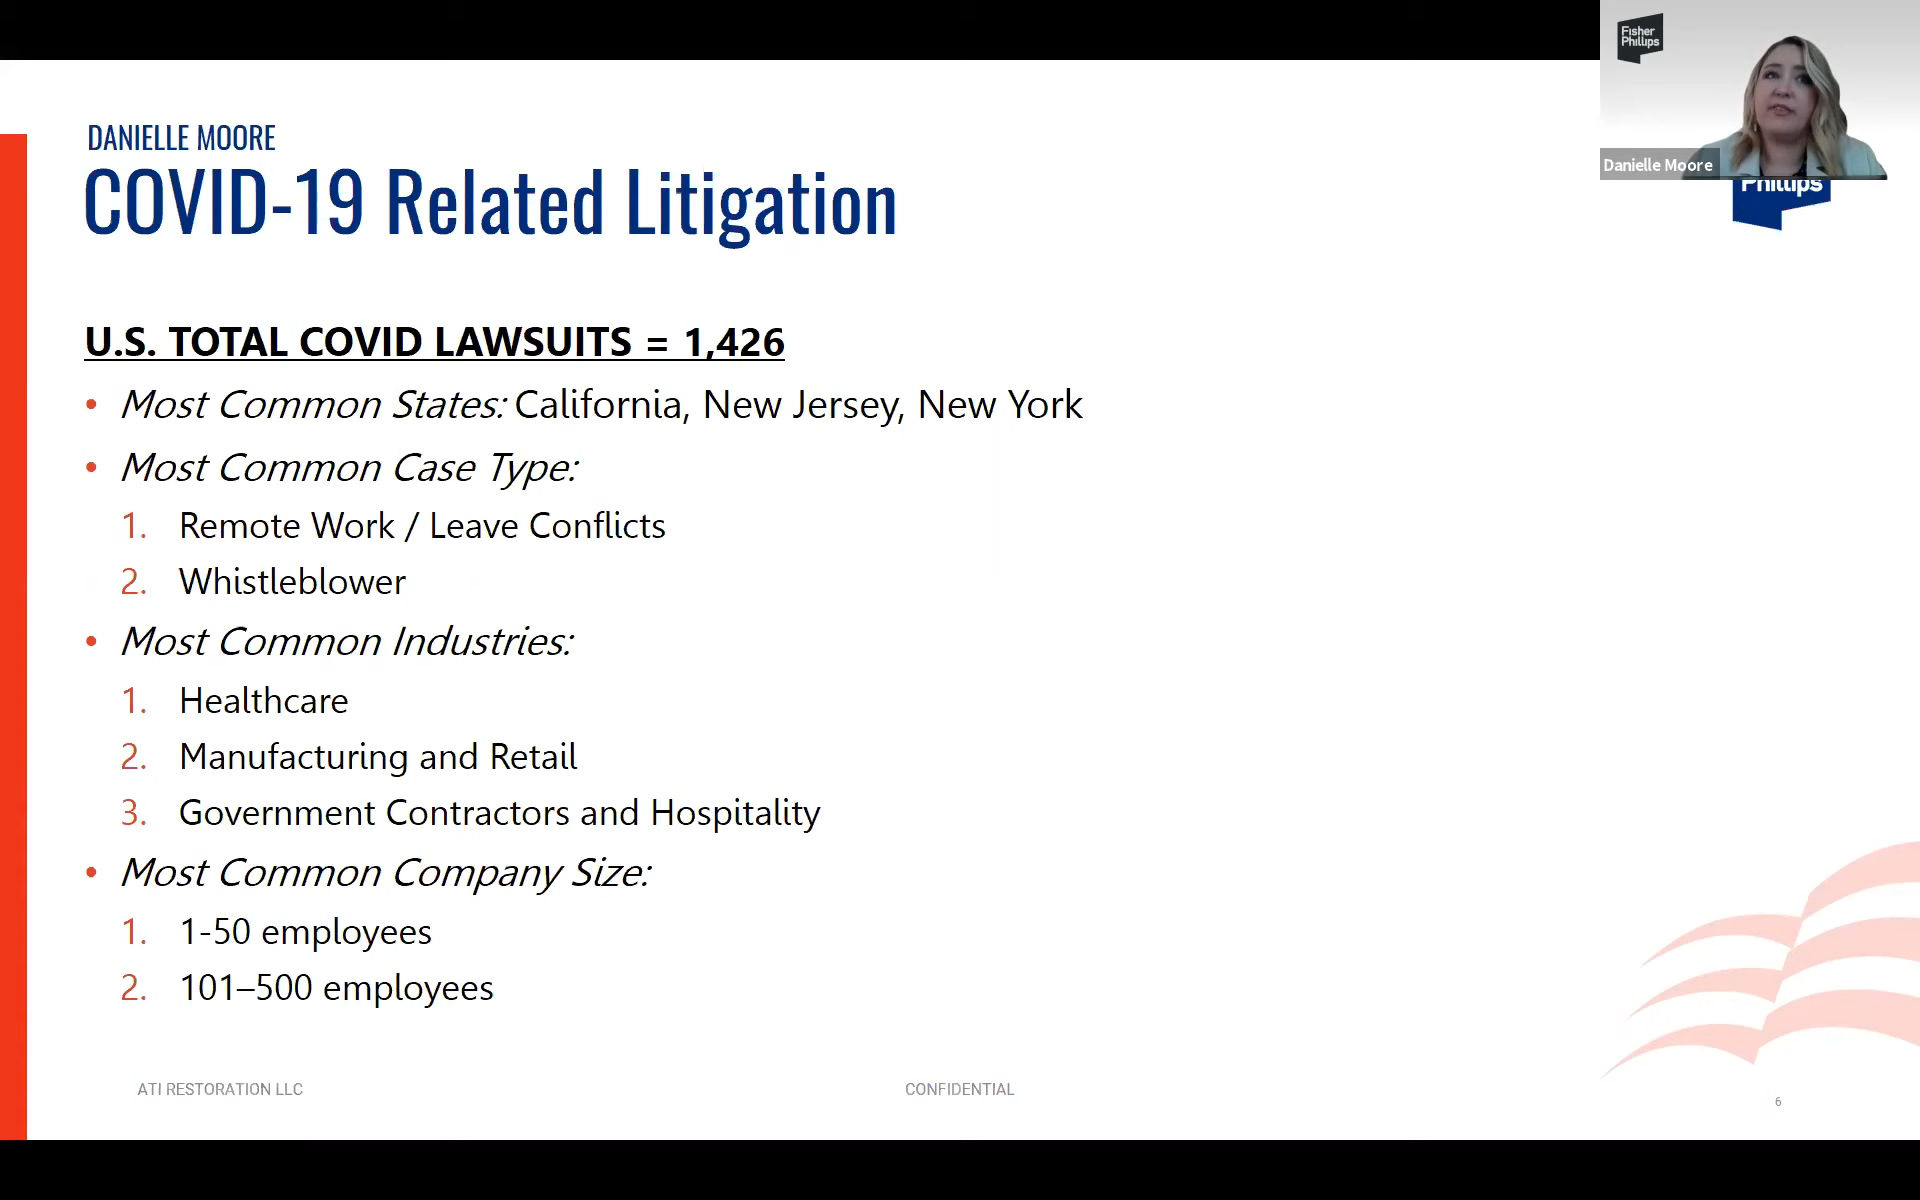 Fisher
Phillips
Danielle Moore
Phillips
DANIELLE MOORE
COVID-19 Related Litigation
U.S. TOTAL COVID LAWSUITS = 1,426
• Most Common States: California, New Jersey, New York
• Most Common Case Type:
1. Remote Work / Leave Conflicts
2. Whistleblower
• Most Common Industries:
1. Healthcare
2. Manufacturing and Retail
3. Government Contractors and Hospitality
• Most Common Company Size:
1. 1-50 employees
2. 101–500 employees
ATI RESTORATION LLC
CONFIDENTIAL
6